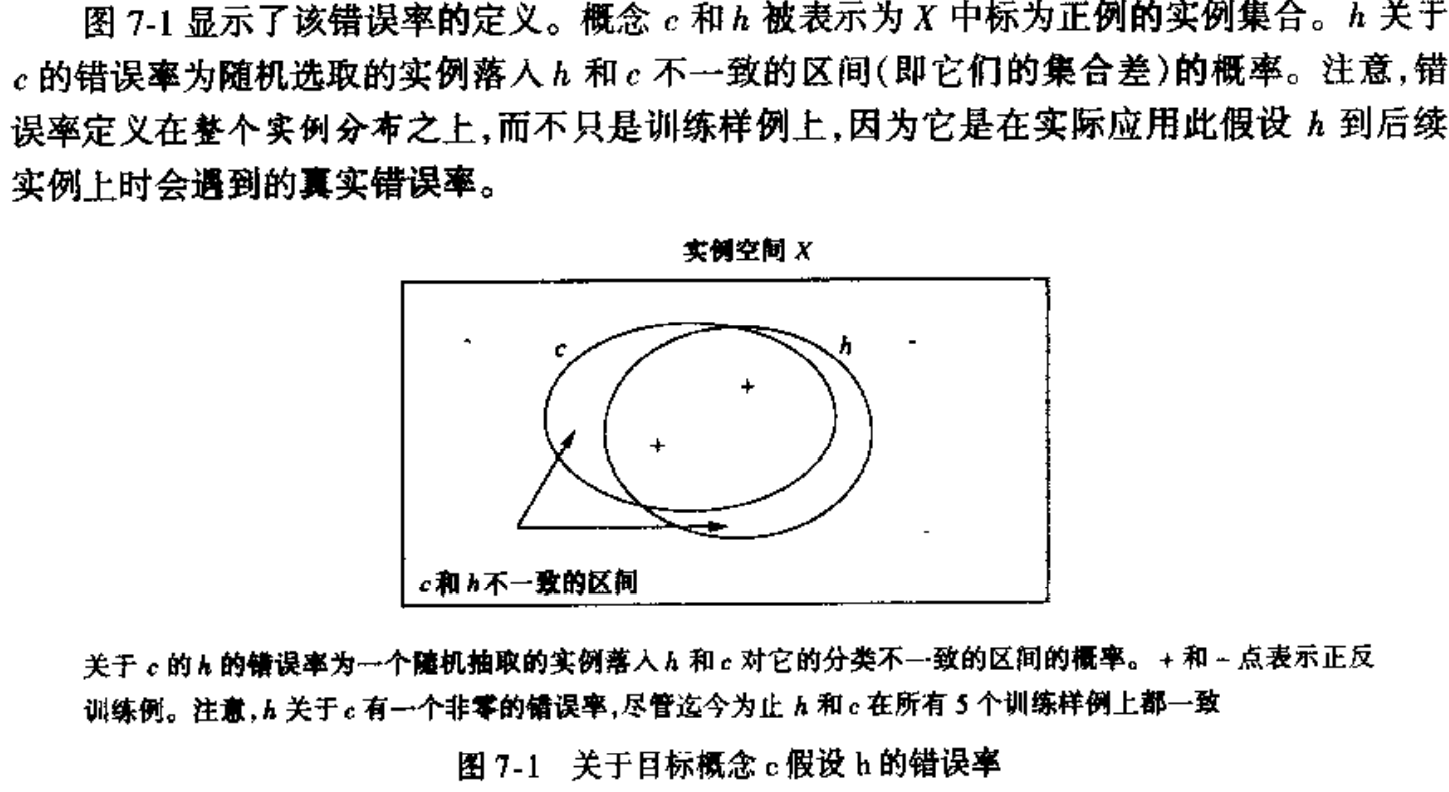 图 7-1 显示了该错误率的定义。概念 c 和 h 被表示为 X 中标为正例的实例集合。h 关于
c 的错误率为随机选取的实例落入 h 和 c 不一致的区间(即它们的集合差)的概率。注意,错
误率定义在整个实例分布之上,而不只是训练样例上,因为它是在实际应用此假设 h 到后续
实例上时会遇到的真实错误率。
实例空间 X
-
c
h
-
+
+
-
c和 h不一致的区间
关于 c 的 h 的错误率为一个随机抽取的实例落入 h 和 c 对它的分类不一致的区间的概率。+ 和 - 点表示正反
训练例。注意,h 关于 c 有一个非零的错误率,尽管迄今为止 h 和 c 在所有 5 个训练样例上都一致
图 7-1 关于目标概念 c 假设 h 的错误率